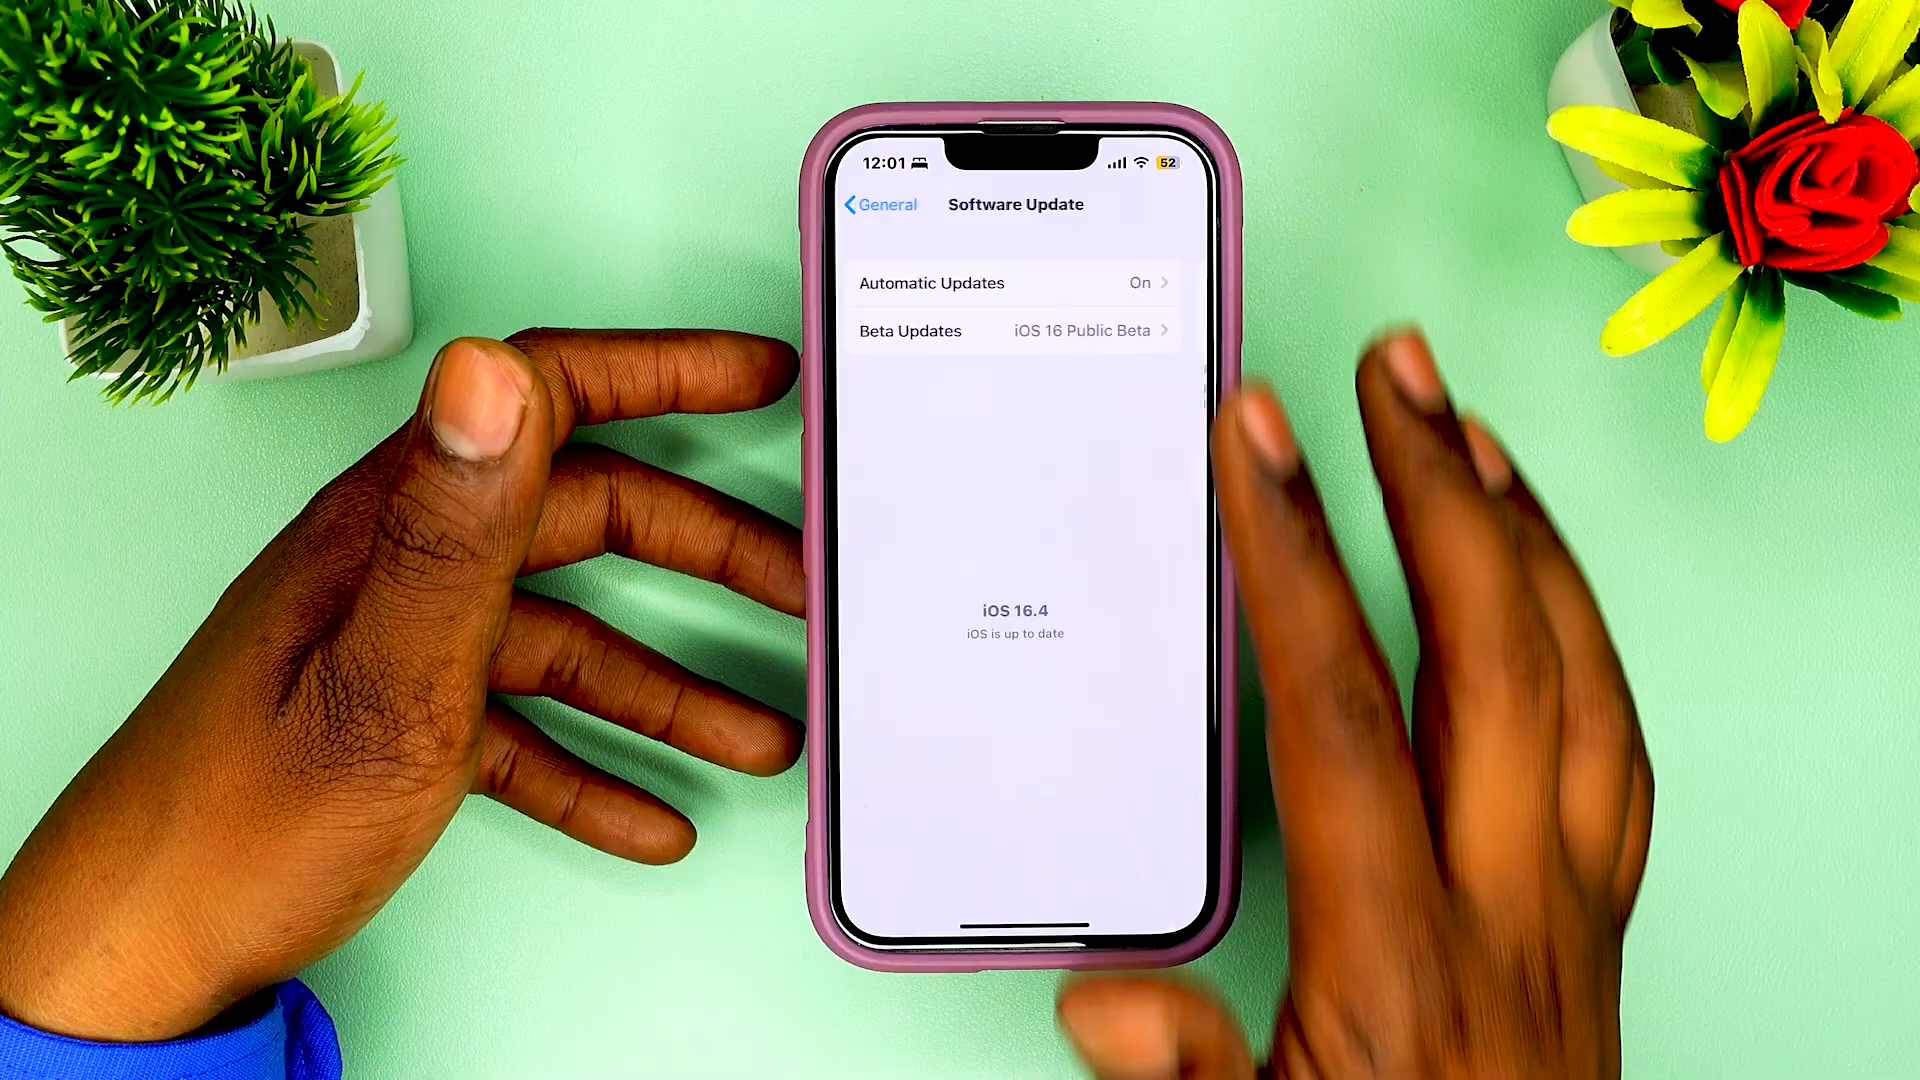 12:01 52
General Software Update
Automatic Updates On
Beta Updates iOS 16 Public Beta
iOS 16.4
iOS is up to date